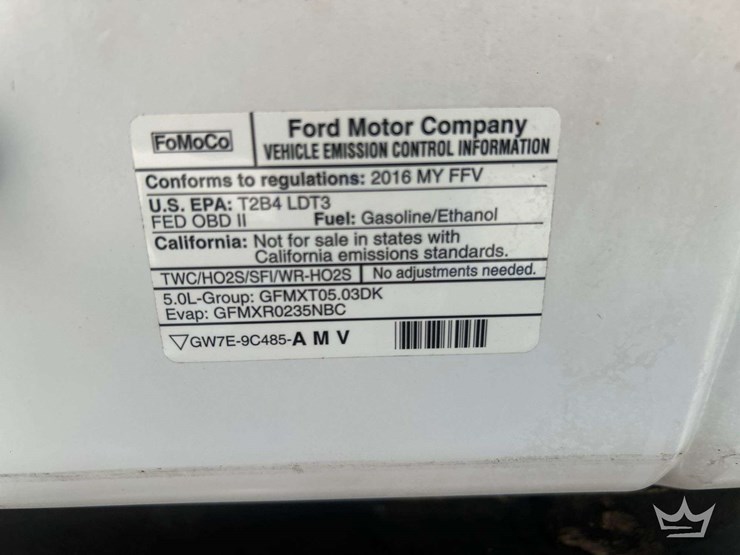 FoMoCo
Ford Motor Company
VEHICLE EMISSION CONTROL INFORMATION
Conforms to regulations: 2016 MY FFV
U.S. EPA: T2B4 LDT3
FED OBD II Fuel: Gasoline/Ethanol
California: Not for sale in states with
California emissions standards.
TWC/HO2S/SFI/WR-HO2S No adjustments needed.
5.0L-Group: GFMXT05.03DK
Evap: GFMXR0235NBC
GW7E-9C485-A M V